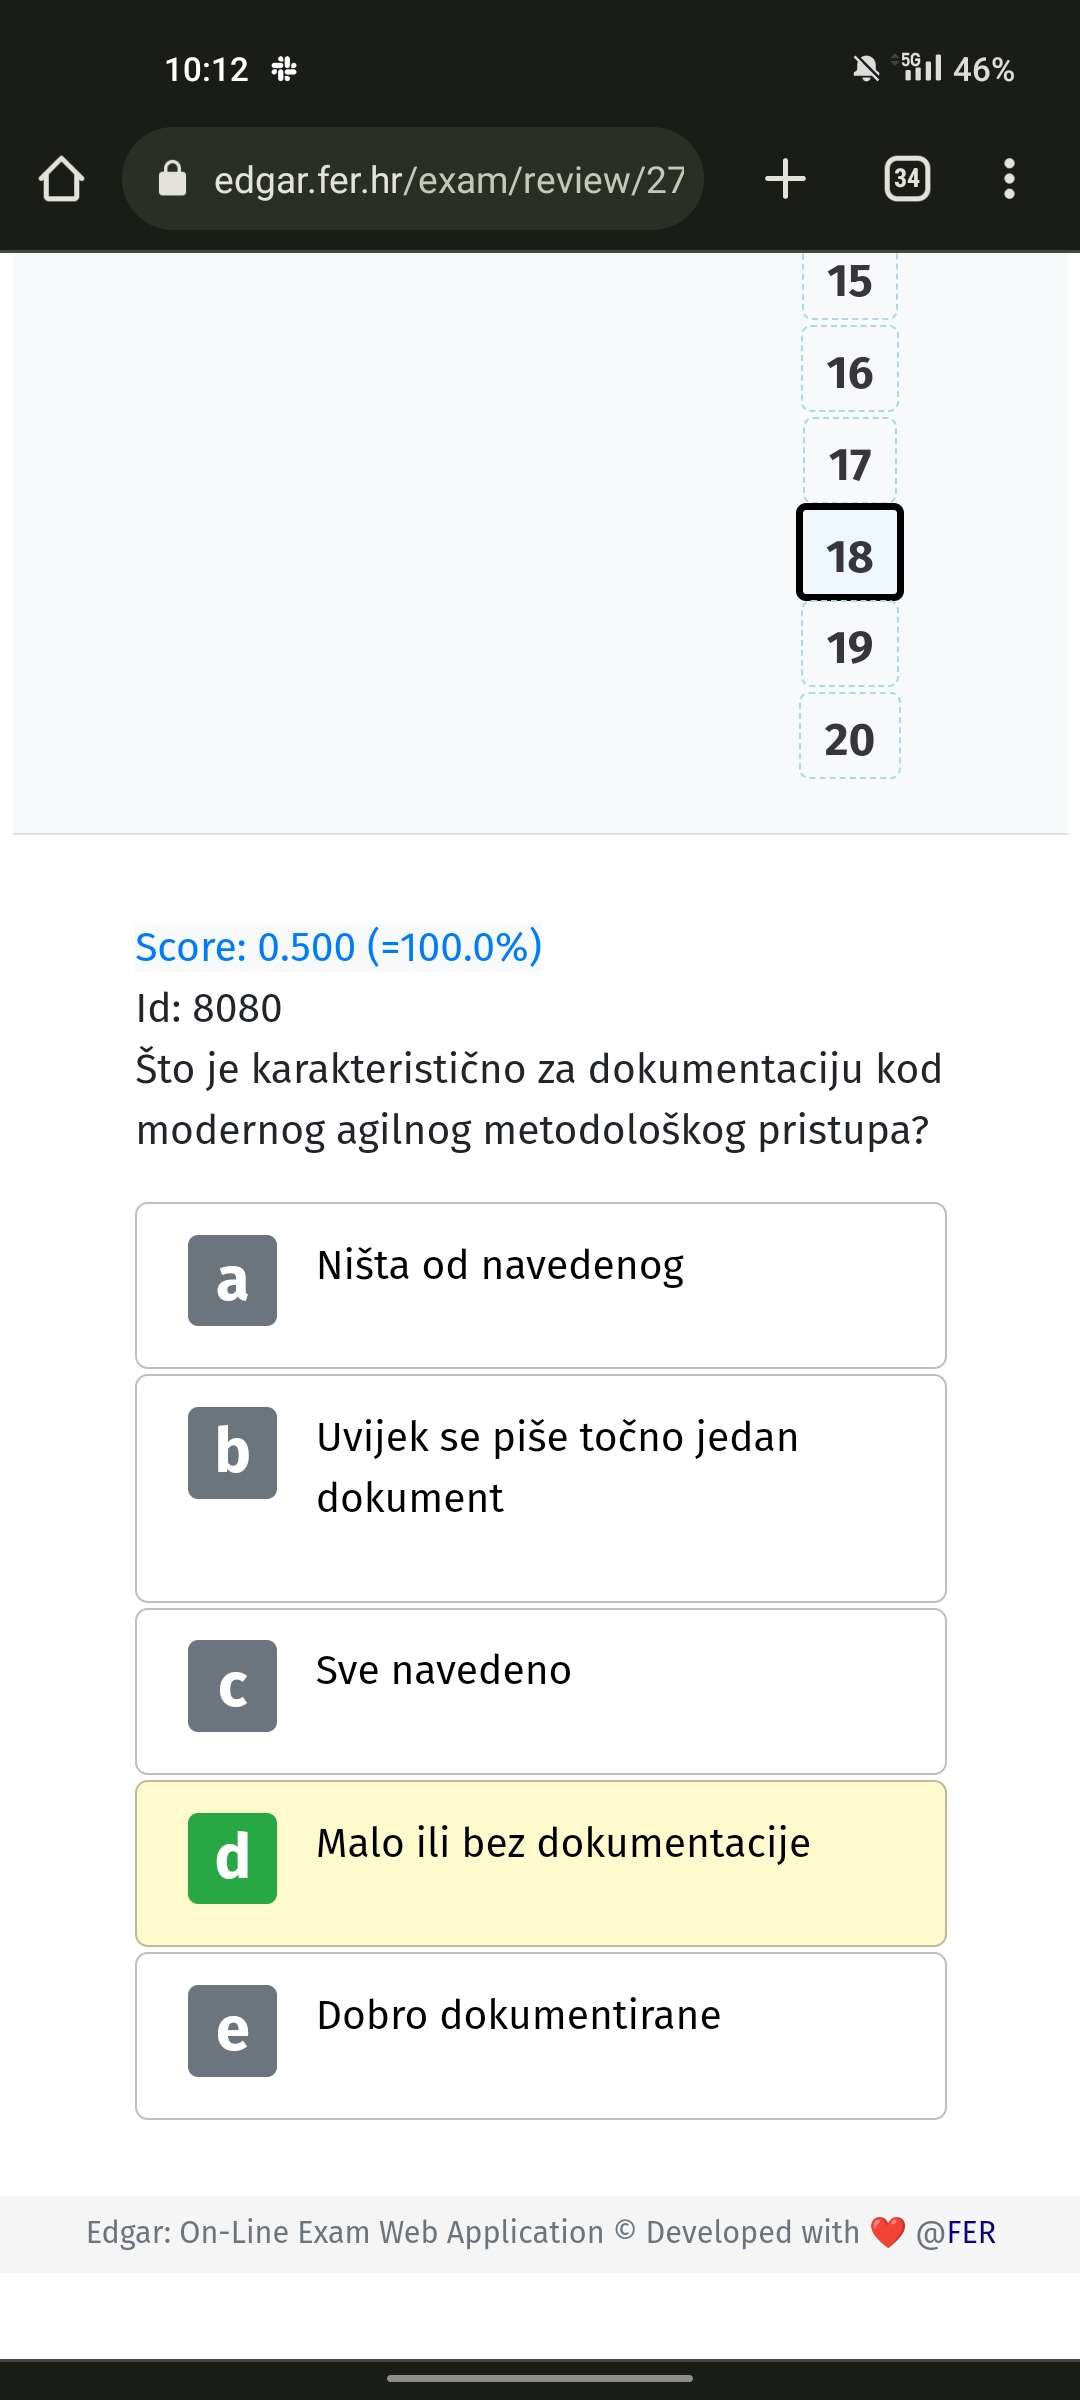 10:12 5G 46%
edgar.fer.hr/exam/review/27 34
15
16
17
18
19
20
Score: 0.500 (=100.0%)
Id: 8080
Što je karakteristično za dokumentaciju kod
modernog agilnog metodološkog pristupa?
a Ništa od navedenog
b Uvijek se piše točno jedan
dokument
c Sve navedeno
d Malo ili bez dokumentacije
e Dobro dokumentirane
Edgar: On-Line Exam Web Application © Developed with ❤️ @FER